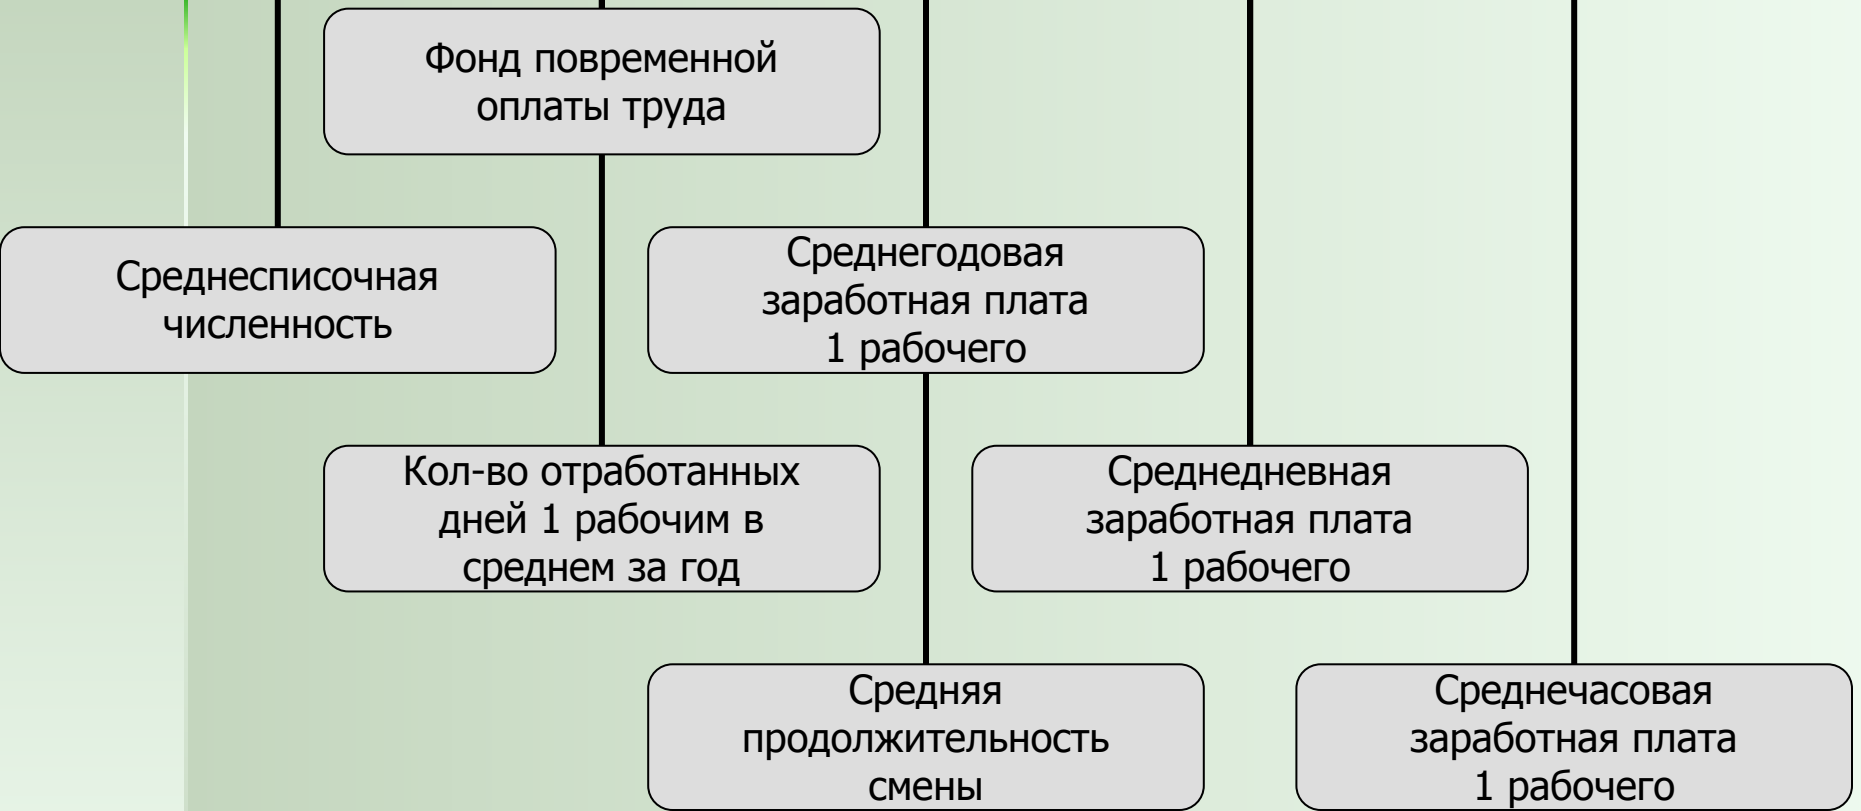 Фонд повременной
оплаты труда
Среднесписочная
численность
Среднегодовая
заработная плата
1 рабочего
Кол-во отработанных
дней 1 рабочим в
среднем за год
Среднедневная
заработная плата
1 рабочего
Средняя
продолжительность
смены
Среднечасовая
заработная плата
1 рабочего